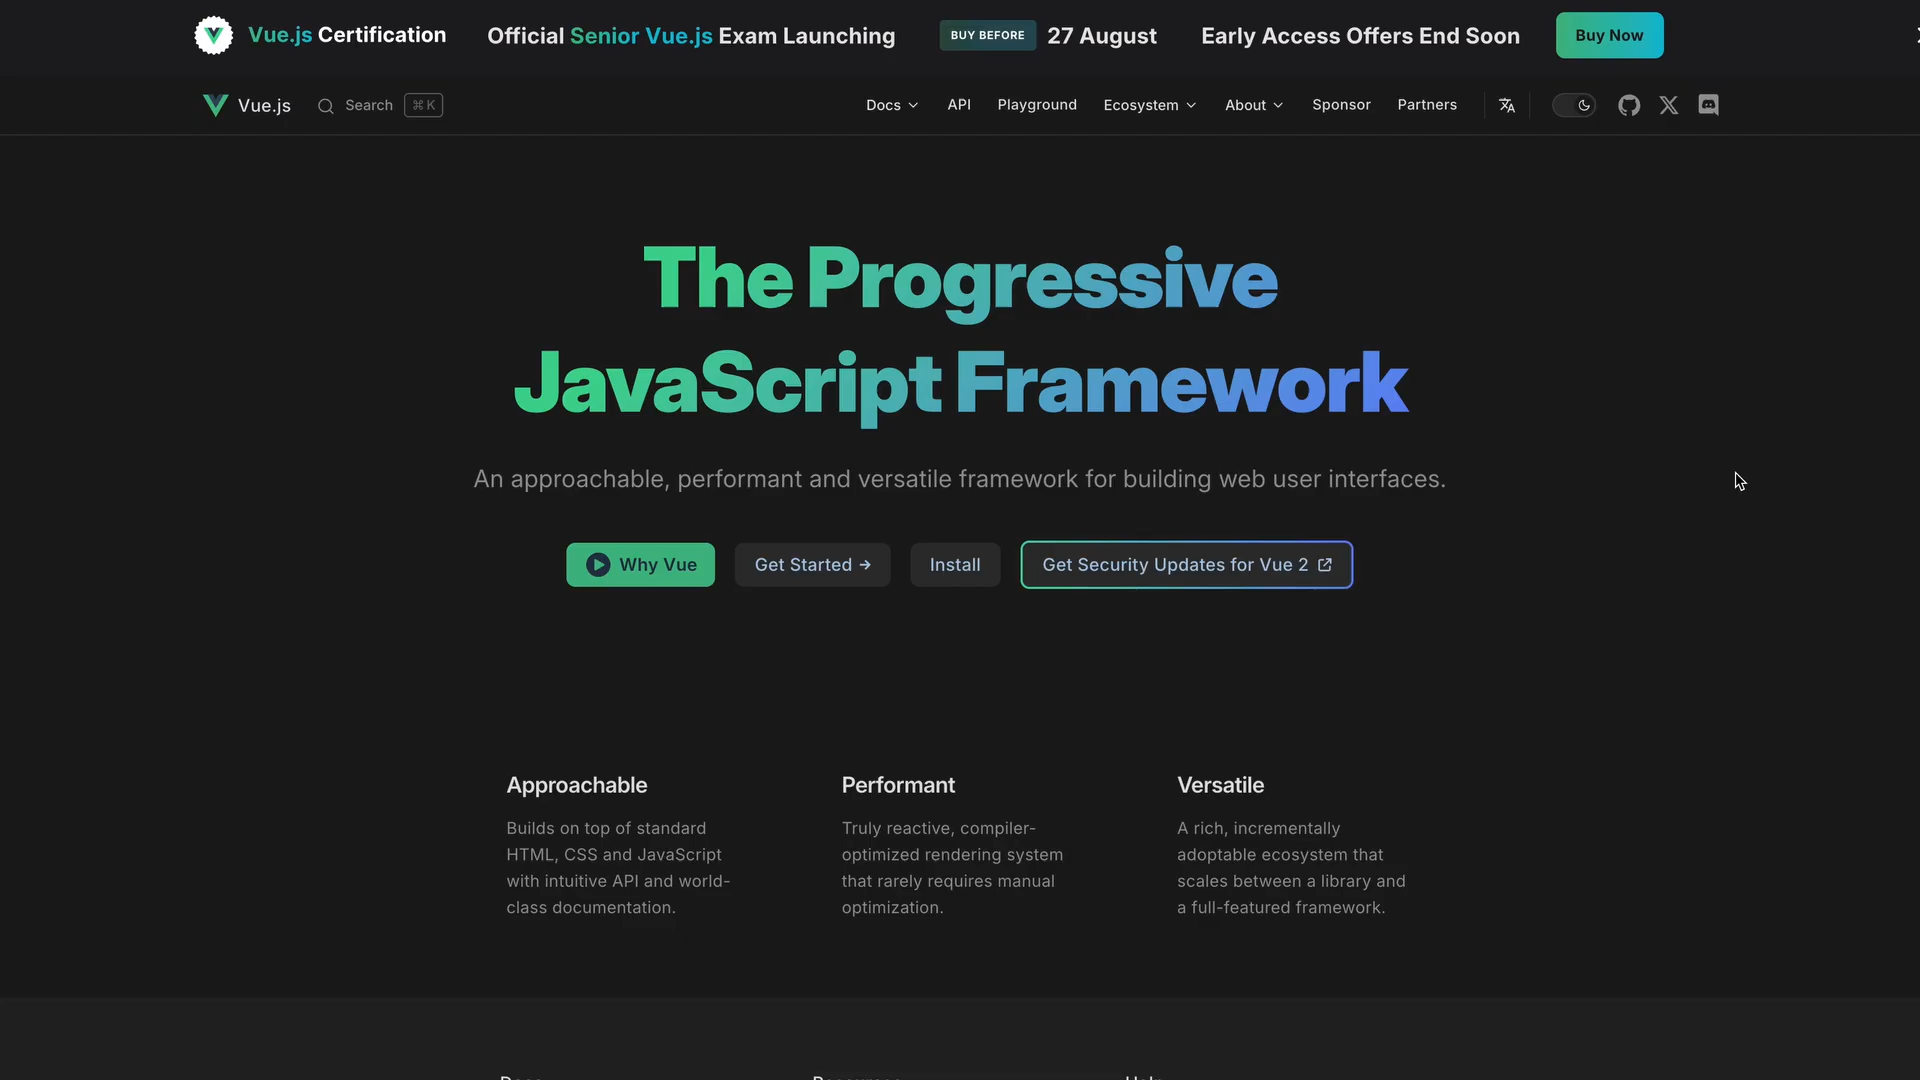 Vue.js Certification
Official Senior Vue.js Exam Launching
BUY BEFORE 27 August
Early Access Offers End Soon
Buy Now
Vue.js
Search ⌘ K
Docs
API
Playground
Ecosystem
About
Sponsor
Partners
The Progressive
JavaScript Framework
An approachable, performant and versatile framework for building web user interfaces.
Why Vue
Get Started →
Install
Get Security Updates for Vue 2
Approachable
Builds on top of standard
HTML, CSS and JavaScript
with intuitive API and world-
class documentation.
Performant
Truly reactive, compiler-
optimized rendering system
that rarely requires manual
optimization.
Versatile
A rich, incrementally
adoptable ecosystem that
scales between a library and
a full-featured framework.